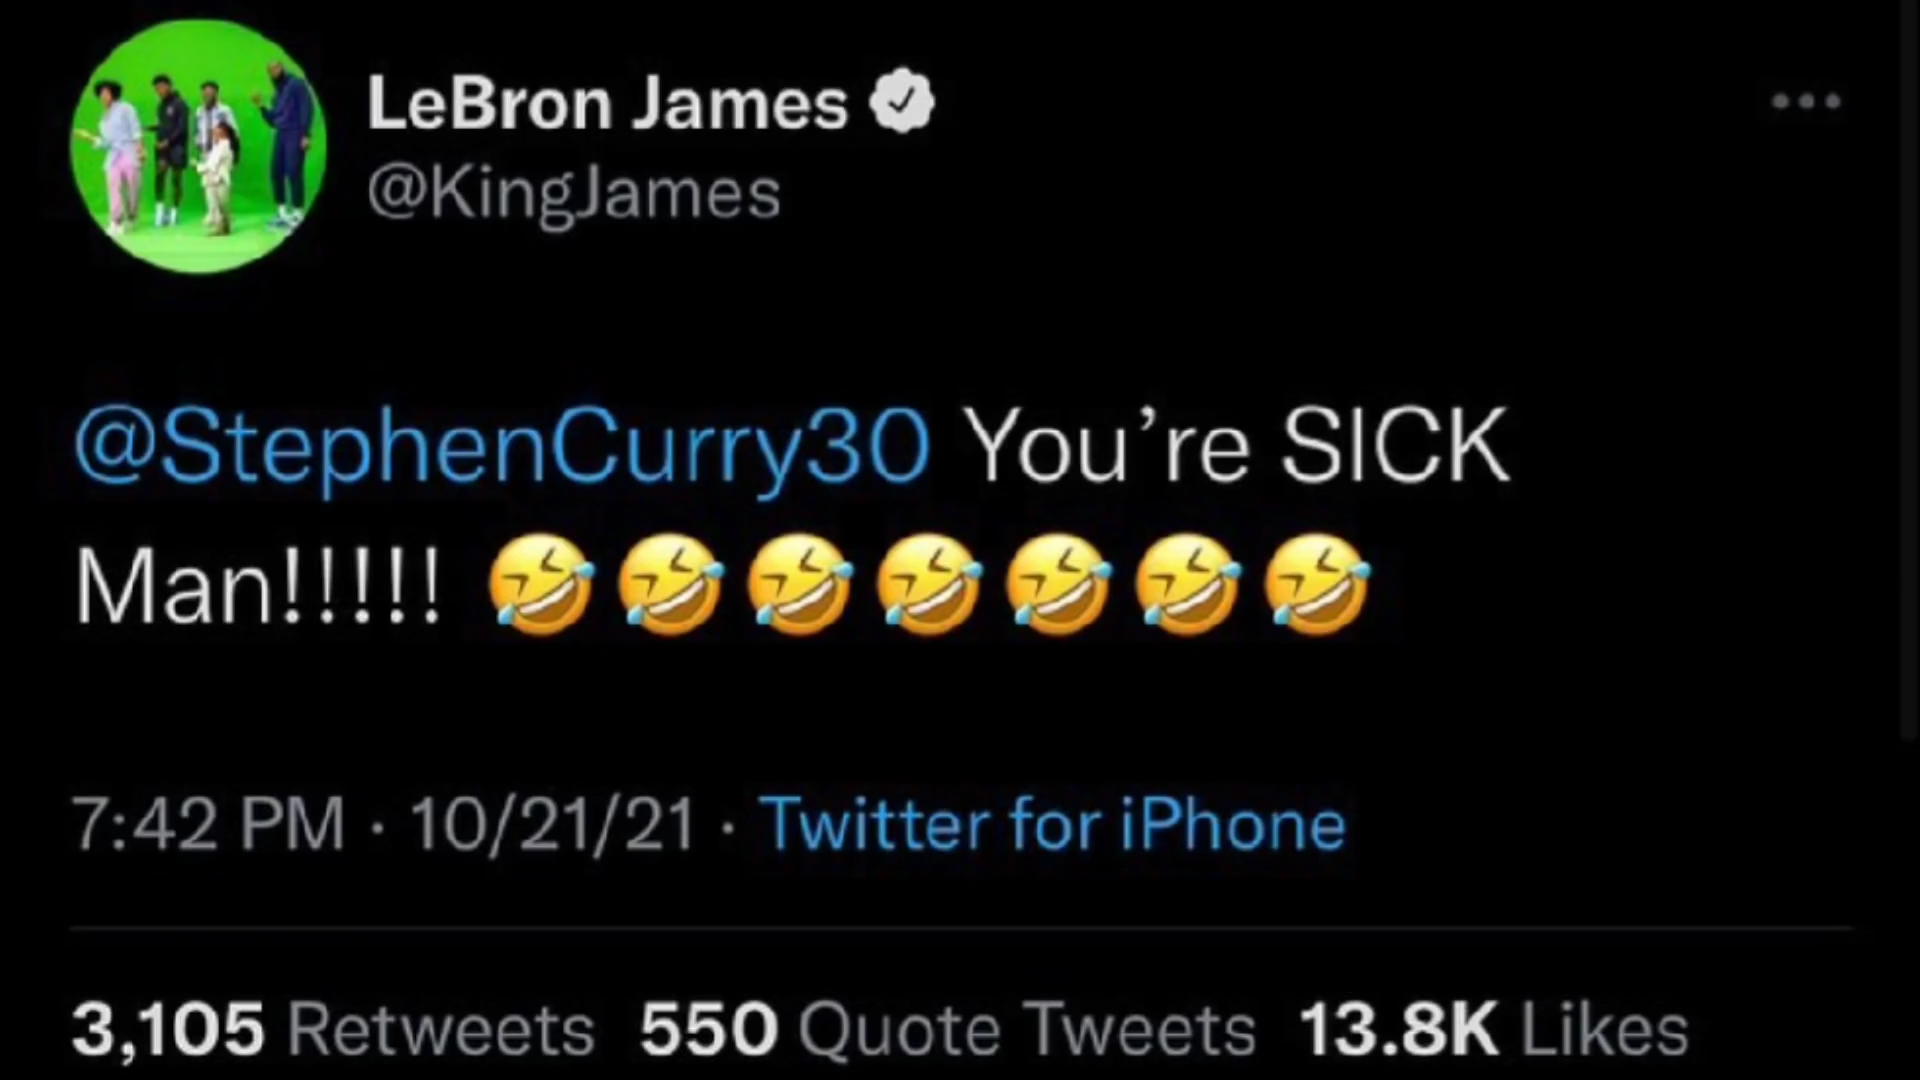 LeBron James
@KingJames
@StephenCurry30 You’re SICK
Man!!!!! 🤣🤣🤣🤣🤣🤣🤣
7:42 PM · 10/21/21 · Twitter for iPhone
3,105 Retweets 550 Quote Tweets 13.8K Likes